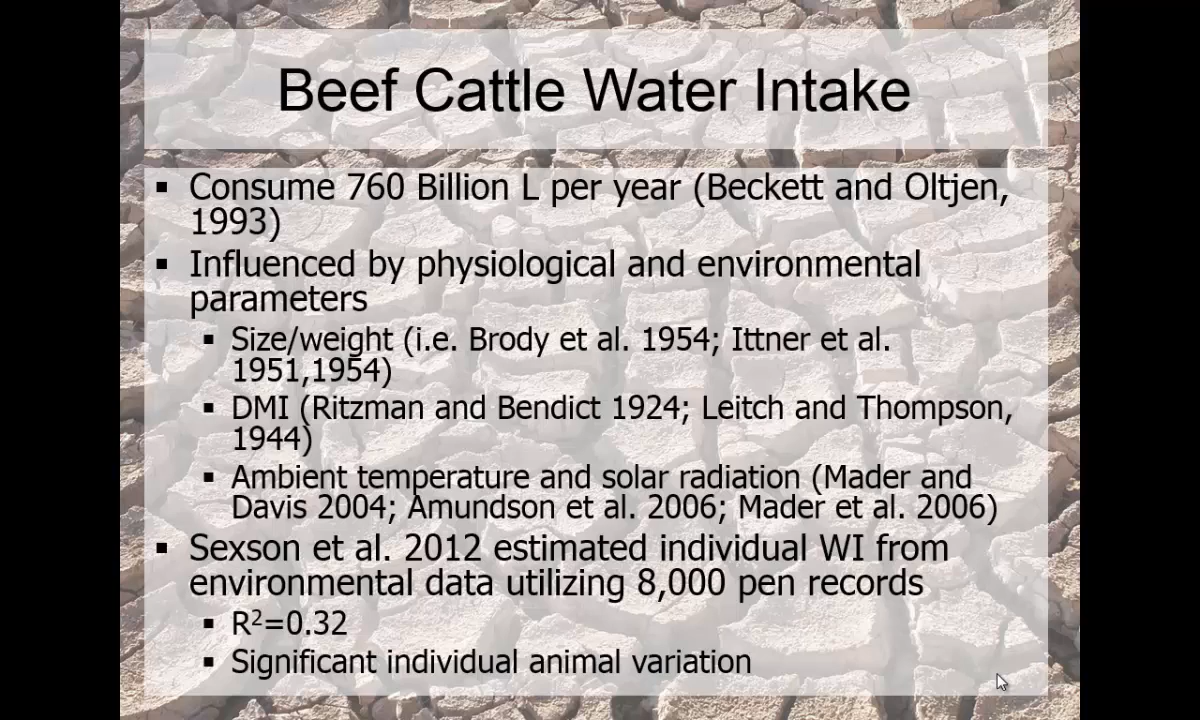 Beef Cattle Water Intake
▪ Consume 760 Billion L per year (Beckett and Oltjen,
1993)
▪ Influenced by physiological and environmental
parameters
▪ Size/weight (i.e. Brody et al. 1954; Ittner et al.
1951,1954)
▪ DMI (Ritzman and Bendict 1924; Leitch and Thompson,
1944)
▪ Ambient temperature and solar radiation (Mader and
Davis 2004; Amundson et al. 2006; Mader et al. 2006)
▪ Sexson et al. 2012 estimated individual WI from
environmental data utilizing 8,000 pen records
▪ R²=0.32
▪ Significant individual animal variation